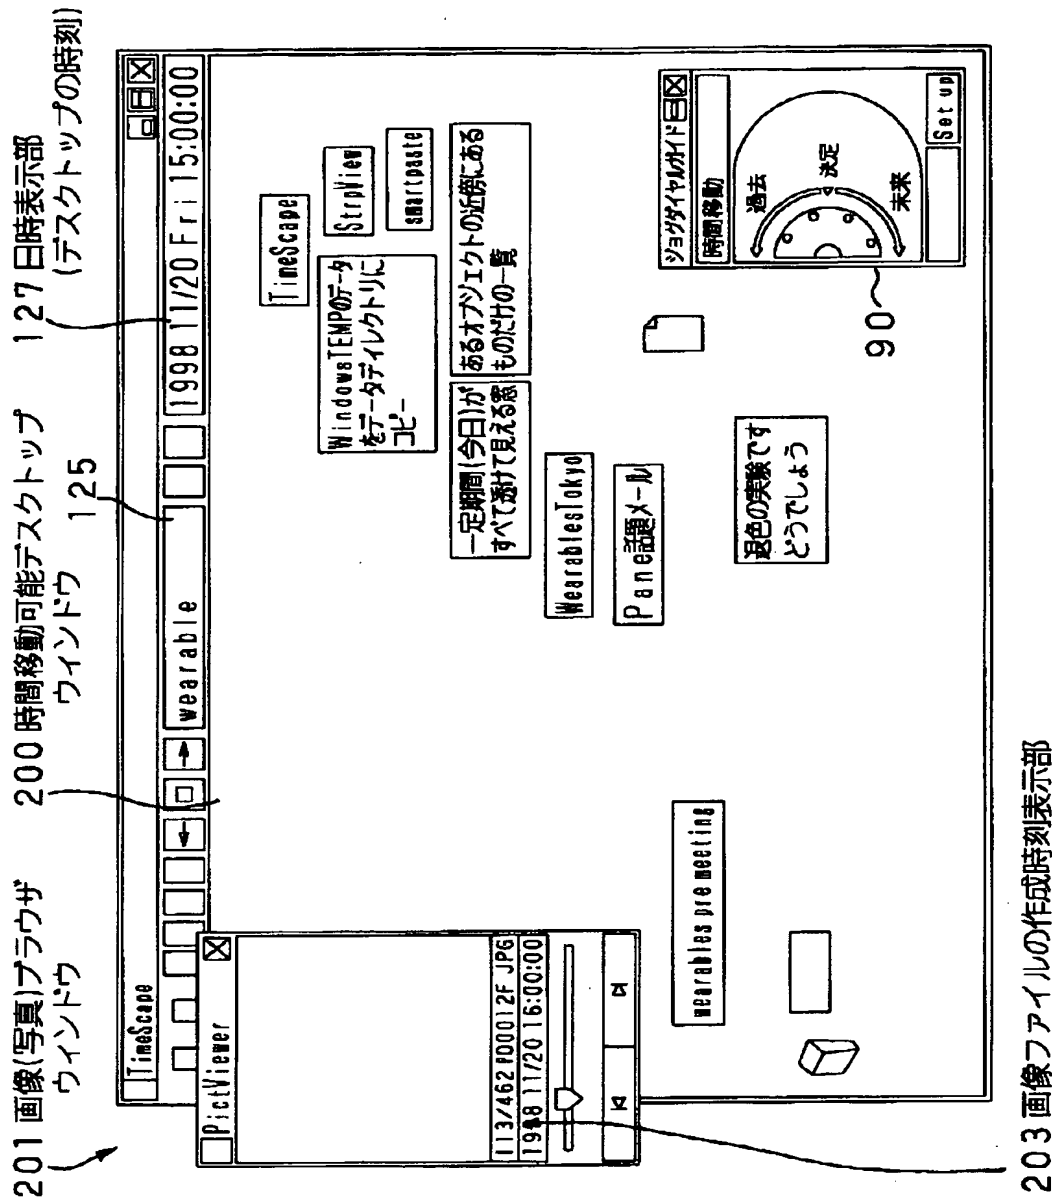 201 画像(写真)ブラウザ
ウィンドウ
200 時間移動可能デスクトップ
ウィンドウ
125
127 日時表示部
(デスクトップの時刻)
TimeScape
wearable
1998 11/20 Fri 15:00:00
PictViewer
1998 11/20 16:00:00
TimeScape
StrpView
smartpaste
WindowsTEMPのデータ
をデータディレクトリに
コピー
一定期間(今日)が
すべて透けて見える窓
あるオブジェクトの近傍にある
ものだけの一覧
WearablesTokyo
Pane話題メール
wearables pre meeting
退色の実験です
どうでしょう
ジョグダイヤルガイド
時間移動
過去
決定
未来
Set up
90
203 画像ファイルの作成時刻表示部